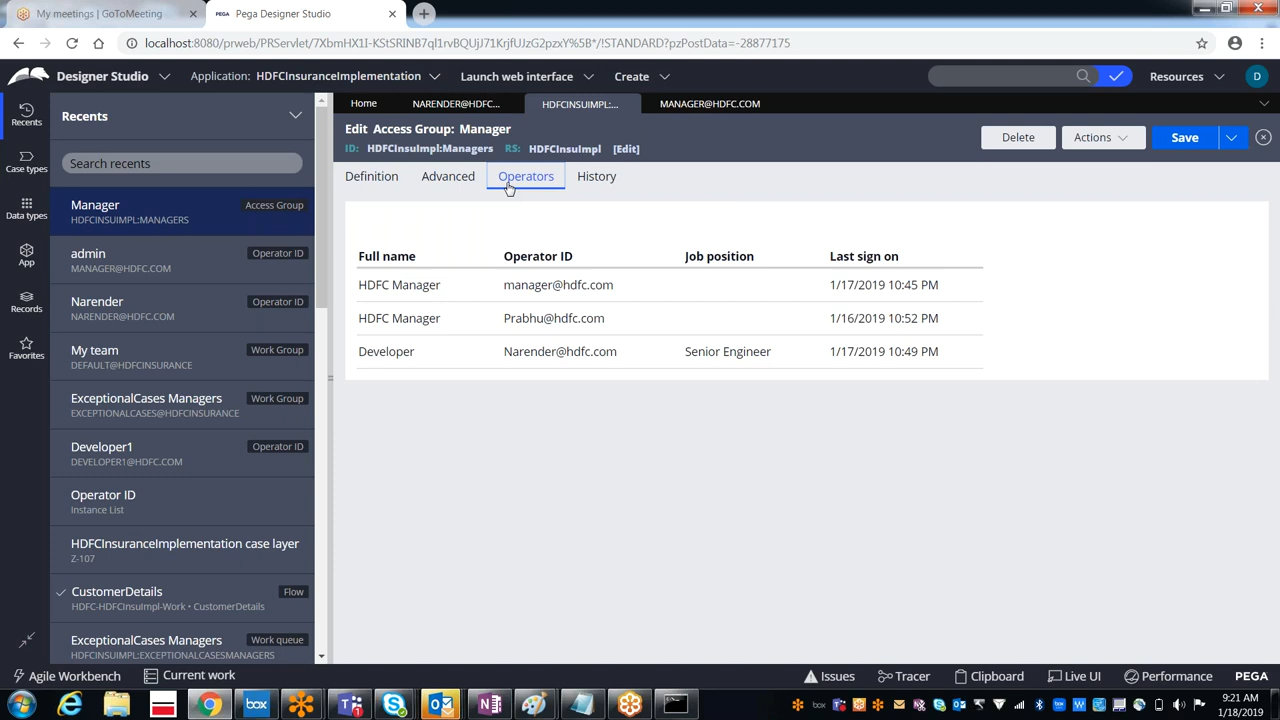 My meetings | GoToMeeting
PEGA Pega Designer Studio
localhost:8080/prweb/PRServlet/7XbmHX1I-KStSRINB7ql1rvBQUjJ71KrjfUJzG2pzxY%5B*/!STANDARD?pzPostData=-28877175
Designer Studio Application: HDFCInsuranceImplementation Launch web interface Create Resources D
Recents
Case types
Data types
App
Records
Favorites
Recents
Search recents
Manager Access Group
HDFCINSUIMPL:MANAGERS
admin Operator ID
MANAGER@HDFC.COM
Narender Operator ID
NARENDER@HDFC.COM
My team Work Group
DEFAULT@HDFCINSURANCE
ExceptionalCases Managers Work Group
EXCEPTIONALCASES@HDFCINSURANCE
Developer1 Operator ID
DEVELOPER1@HDFC.COM
Operator ID
Instance List
HDFCInsuranceImplementation case layer
Z-107
CustomerDetails Flow
HDFC-HDFCInsuImpl-Work • CustomerDetails
ExceptionalCases Managers Work queue
HDFCINSUIMPL:EXCEPTIONALCASESMANAGERS
Home NARENDER@HDFC... HDFCINSUIMPL:... MANAGER@HDFC.COM
Edit Access Group: Manager
ID: HDFCInsuImpl:Managers RS: HDFCInsuImpl [Edit]
Delete Actions Save
Definition Advanced Operators History
Full name Operator ID Job position Last sign on
HDFC Manager manager@hdfc.com 1/17/2019 10:45 PM
HDFC Manager Prabhu@hdfc.com 1/16/2019 10:52 PM
Developer Narender@hdfc.com Senior Engineer 1/17/2019 10:49 PM
Agile Workbench Current work Issues Tracer Clipboard Live UI Performance PEGA
box
box
9:21 AM
1/18/2019